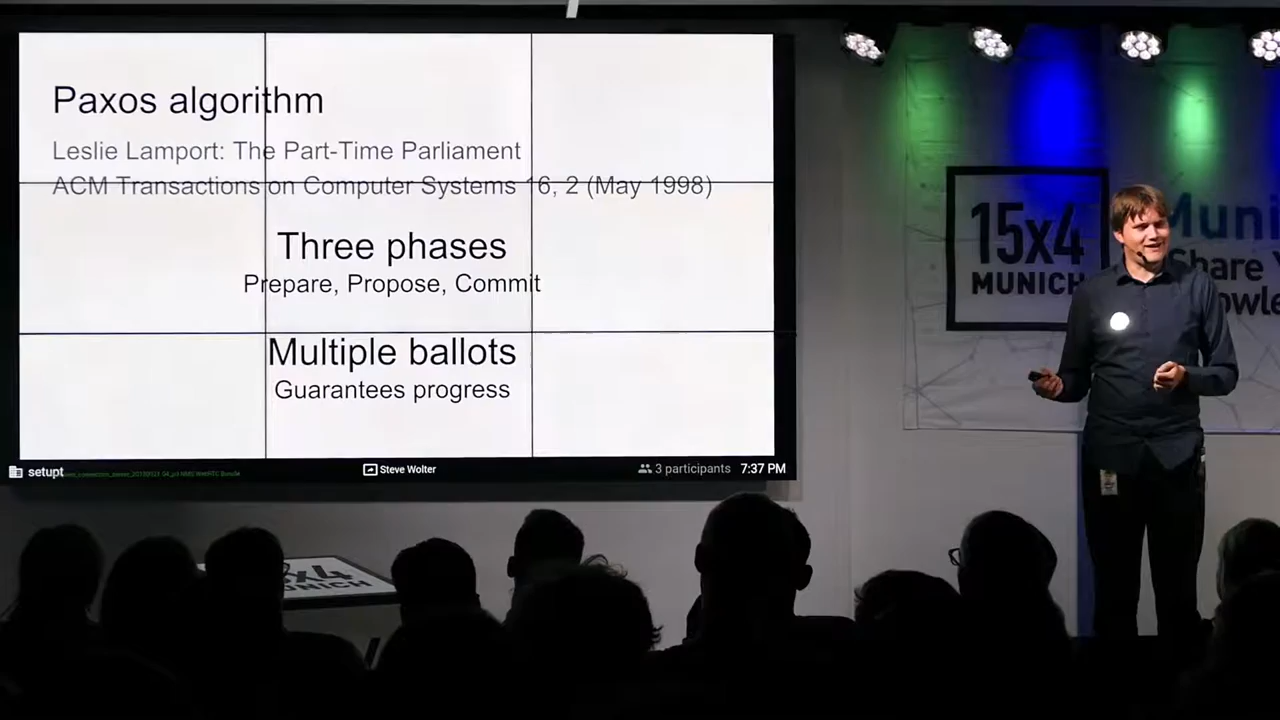 Paxos algorithm
Leslie Lamport: The Part-Time Parliament
ACM Transactions on Computer Systems 16, 2 (May 1998)
Three phases
Prepare, Propose, Commit
Multiple ballots
Guarantees progress
setupt
Steve Wolter
3 participants
7:37 PM
15x4
MUNICH
Muni
Share Y
owle
x4
UNICH